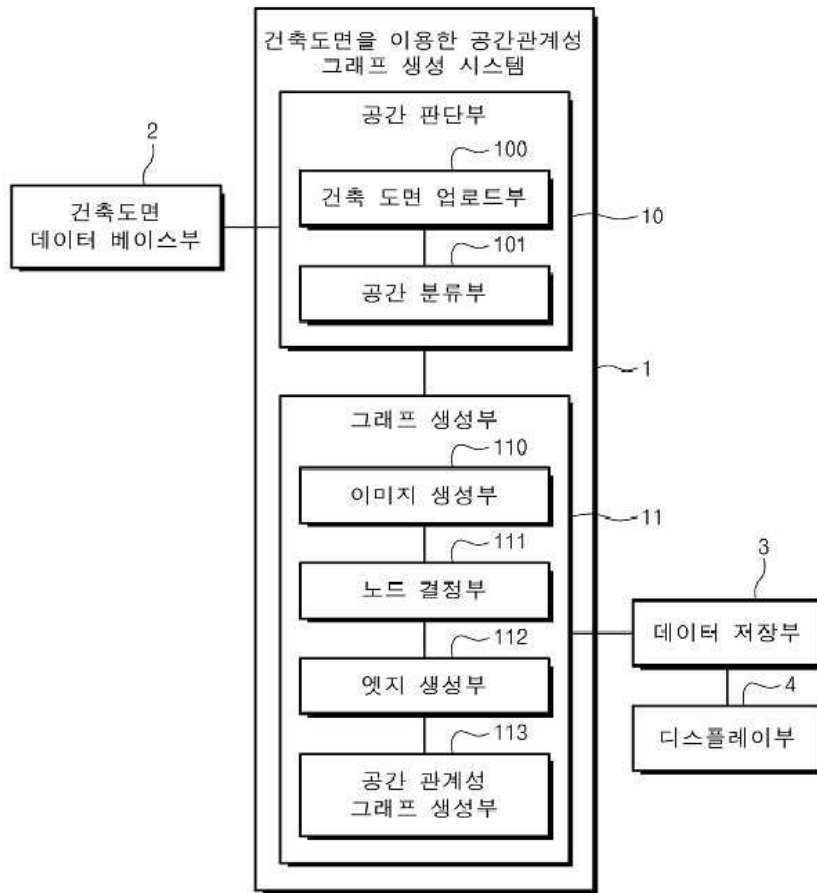 건축도면을 이용한 공간관계성
그래프 생성 시스템
공간 판단부
2
100
건축도면
데이터 베이스부
건축 도면 업로드부
10
101
공간 분류부
1
그래프 생성부
110
이미지 생성부
11
111
노드 결정부
3
데이터 저장부
112
엣지 생성부
4
디스플레이부
113
공간 관계성
그래프 생성부